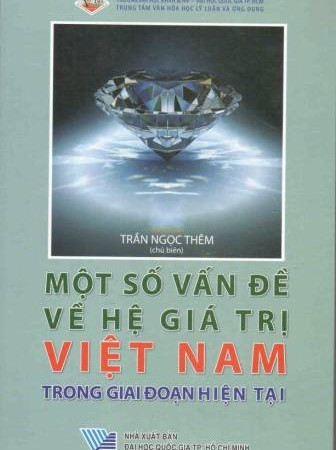 TRUNG TÂM VĂN HÓA HỌC LÝ LUẬN VÀ ỨNG DỤNG
TRẦN NGỌC THÊM
(chủ biên)
MỘT SỐ VẤN ĐỀ
VỀ HỆ GIÁ TRỊ
VIỆT NAM
TRONG GIAI ĐOẠN HIỆN TẠI
NHÀ XUẤT BẢN
ĐẠI HỌC QUỐC GIA TP. HỒ CHÍ MINH